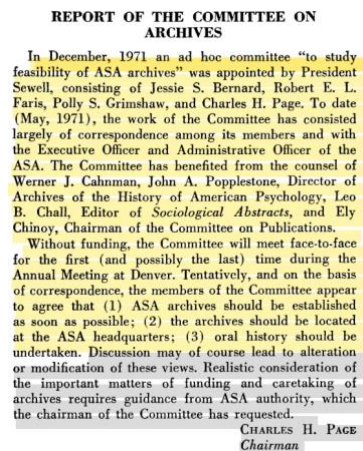 REPORT OF THE COMMITTEE ON
ARCHIVES
In December, 1971 an ad hoc committee “to study
feasibility of ASA archives” was appointed by President
Sewell, consisting of Jessie S. Bernard, Robert E. L.
Faris, Polly S. Grimshaw, and Charles H. Page. To date
(May, 1971), the work of the Committee has consisted
largely of correspondence among its members and with
the Executive Officer and Administrative Officer of the
ASA. The Committee has benefited from the counsel of
Werner J. Cahnman, John A. Popplestone, Director of
Archives of the History of American Psychology, Leo
B. Chall, Editor of Sociological Abstracts, and Ely
Chinoy, Chairman of the Committee on Publications.
Without funding, the Committee will meet face-to-face
for the first (and possibly the last) time during the
Annual Meeting at Denver. Tentatively, and on the basis
of correspondence, the members of the Committee appear
to agree that (1) ASA archives should be established
as soon as possible; (2) the archives should be located
at the ASA headquarters; (3) oral history should be
undertaken. Discussion may of course lead to alteration
or modification of these views. Realistic consideration of
the important matters of funding and caretaking of
archives requires guidance from ASA authority, which
the chairman of the Committee has requested.
CHARLES H. PAGE
Chairman